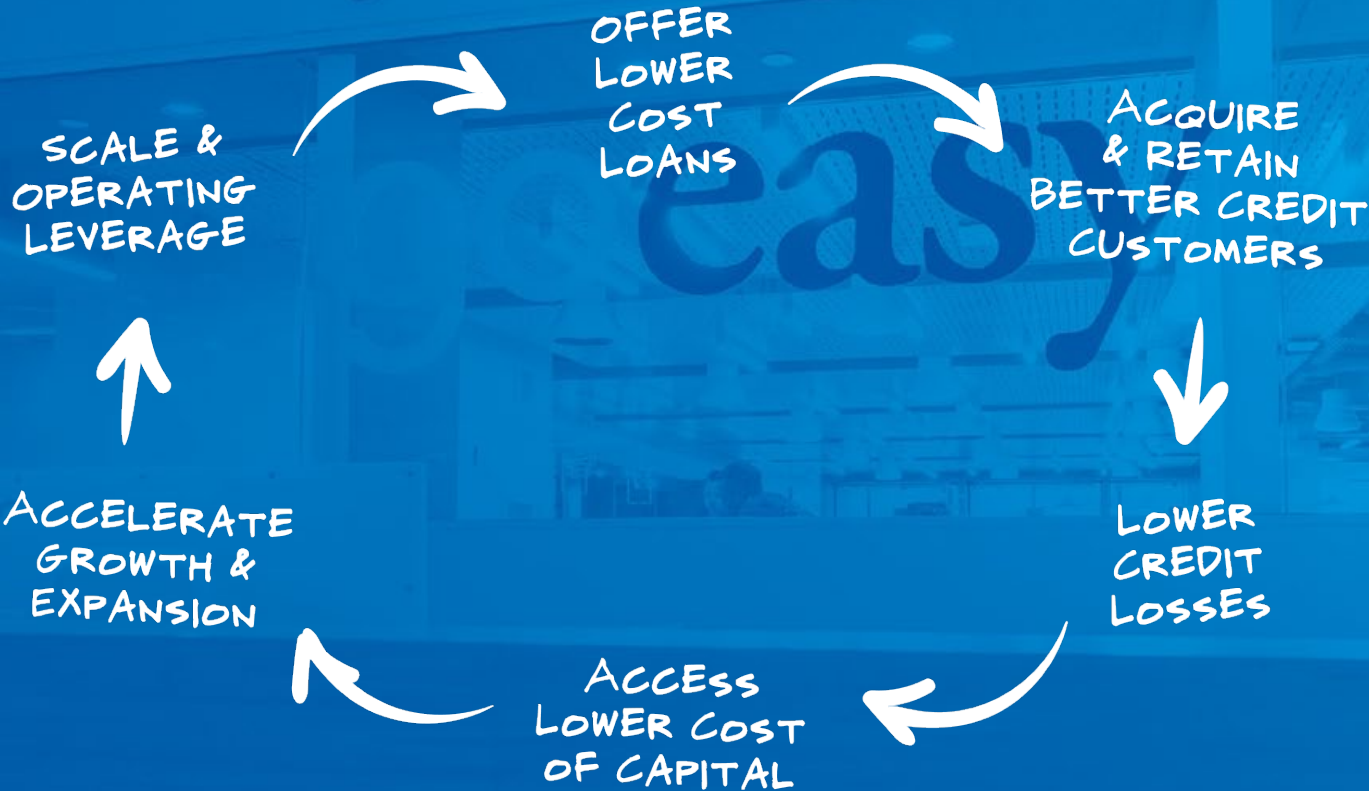 OFFER
LOWER
COST
LOANS
ACQUIRE
& RETAIN
BETTER CREDIT
CUSTOMERS
LOWER
CREDIT
LOSSES
ACCESS
LOWER COST
OF CAPITAL
ACCELERATE
GROWTH &
EXPANSION
SCALE &
OPERATING
LEVERAGE
goeasy